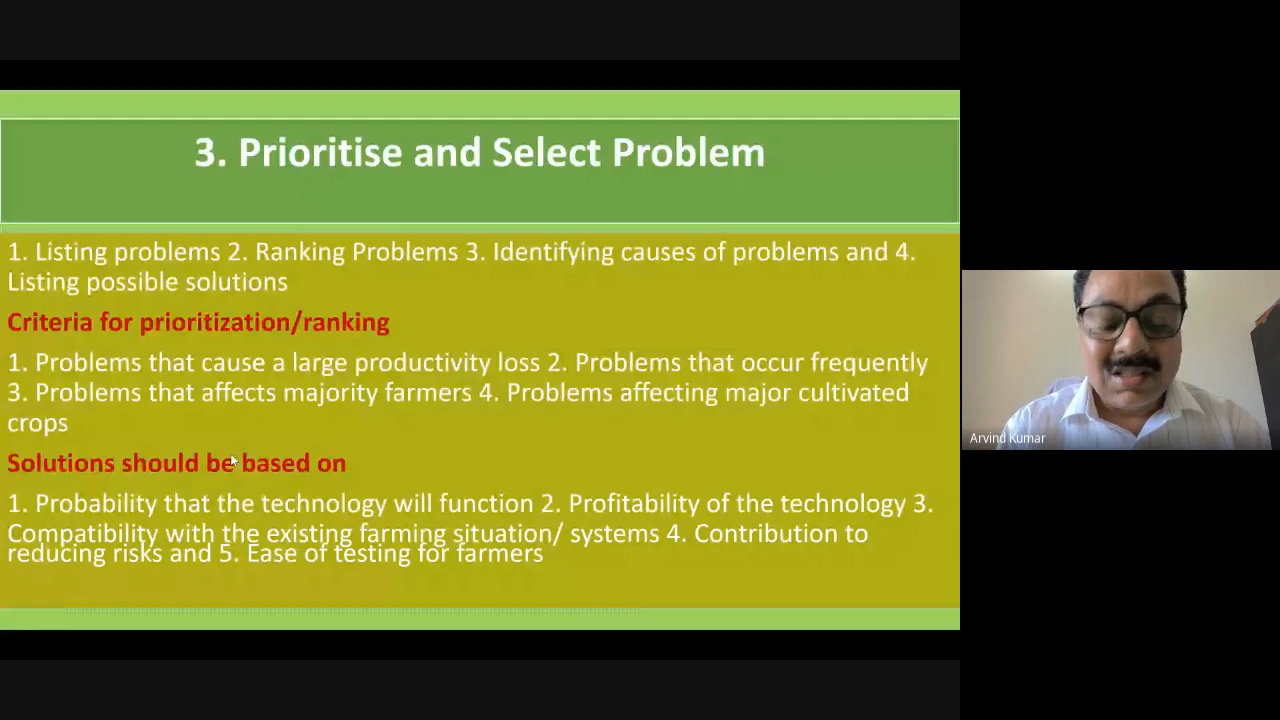 3. Prioritise and Select Problem
1. Listing problems 2. Ranking Problems 3. Identifying causes of problems and 4.
Listing possible solutions
Criteria for prioritization/ranking
1. Problems that cause a large productivity loss 2. Problems that occur frequently
3. Problems that affects majority farmers 4. Problems affecting major cultivated
crops
Solutions should be based on
1. Probability that the technology will function 2. Profitability of the technology 3.
Compatibility with the existing farming situation/ systems 4. Contribution to
reducing risks and 5. Ease of testing for farmers
Arvind Kumar